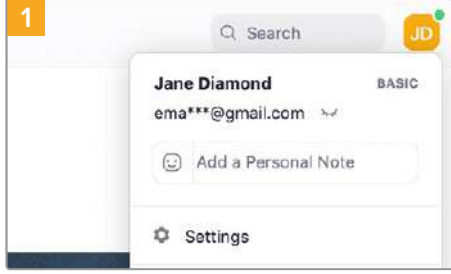 1
Search
JD
Jane Diamond BASIC
ema***@gmail.com
Add a Personal Note
Settings